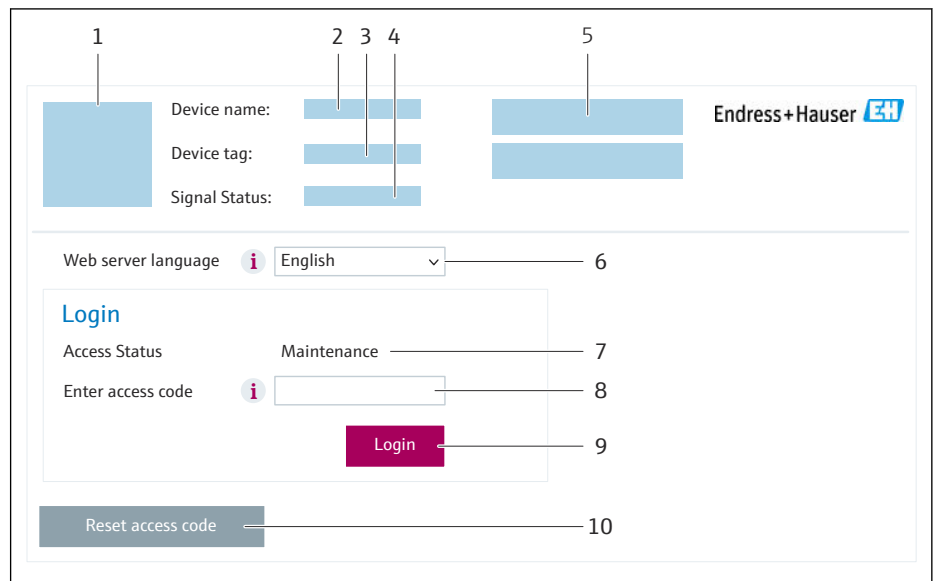 1 2 3 4 5
Device name:
Endress+Hauser EH
Device tag:
Signal Status:
Web server language i English 6
Login
Access Status Maintenance 7
Enter access code i 8
Login 9
Reset access code 10